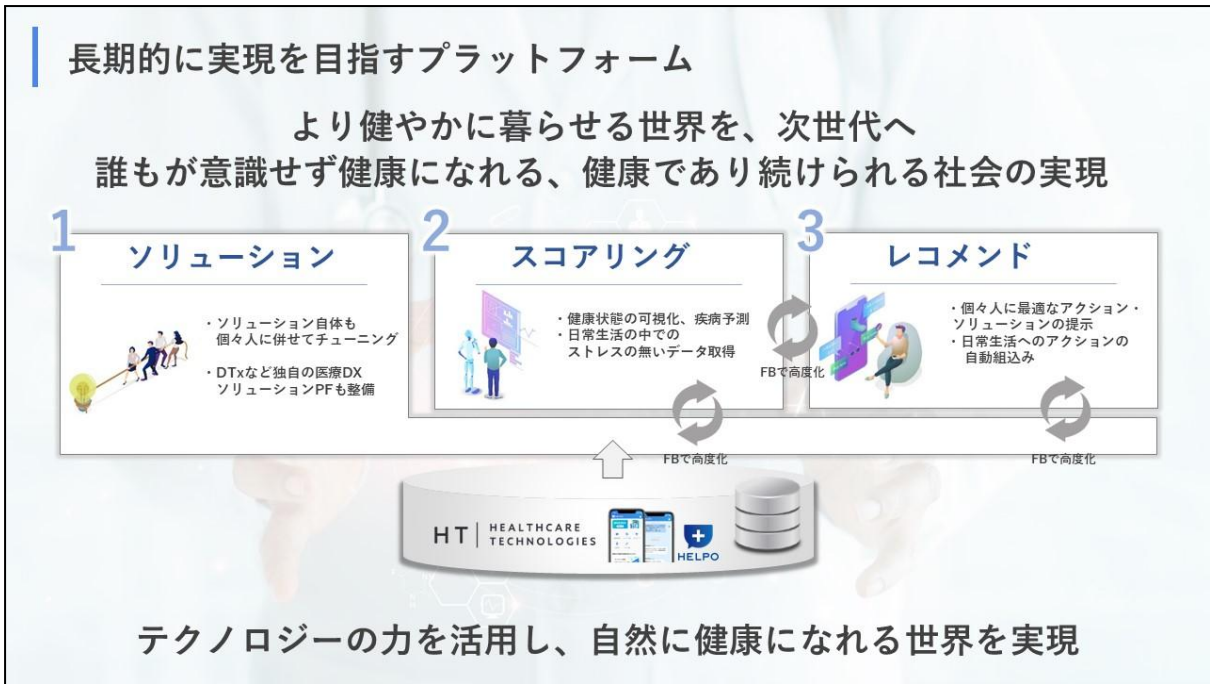 長期的に実現を目指すプラットフォーム
より健やかに暮らせる世界を、次世代へ
誰もが意識せず健康になれる、健康であり続けられる社会の実現
1
ソリューション
・ソリューション自体も
個々人に併せてチューニング
・DTxなど独自の医療DX
ソリューションPFも整備
2
スコアリング
・健康状態の可視化、疾病予測
・日常生活の中での
ストレスの無いデータ取得
FBで高度化
3
レコメンド
・個々人に最適なアクション・
ソリューションの提示
・日常生活へのアクションの
自動組込み
FBで高度化
FBで高度化
HT
HEALTHCARE
TECHNOLOGIES
HELPO
テクノロジーの力を活用し、自然に健康になれる世界を実現